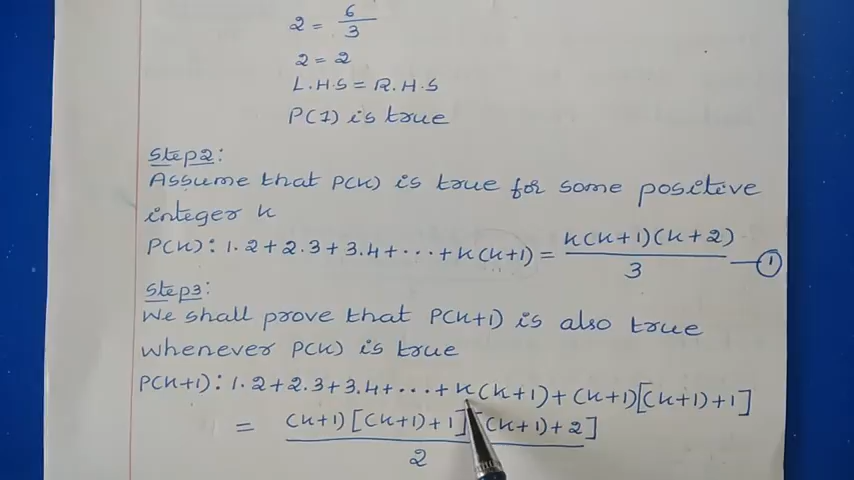 2 = 6/3
2 = 2
L.H.S = R.H.S
P(1) is true
Step2:
Assume that P(k) is true for some positive
integer k
P(k) : 1.2 + 2.3 + 3.4 + ... + k(k+1) = k(k+1)(k+2)/3 — ①
Step3:
We shall prove that P(k+1) is also true
whenever P(k) is true
P(k+1) : 1.2 + 2.3 + 3.4 + ... + k(k+1) + (k+1)[(k+1)+1]
= (k+1)[(k+1)+1][(k+1)+2]/2